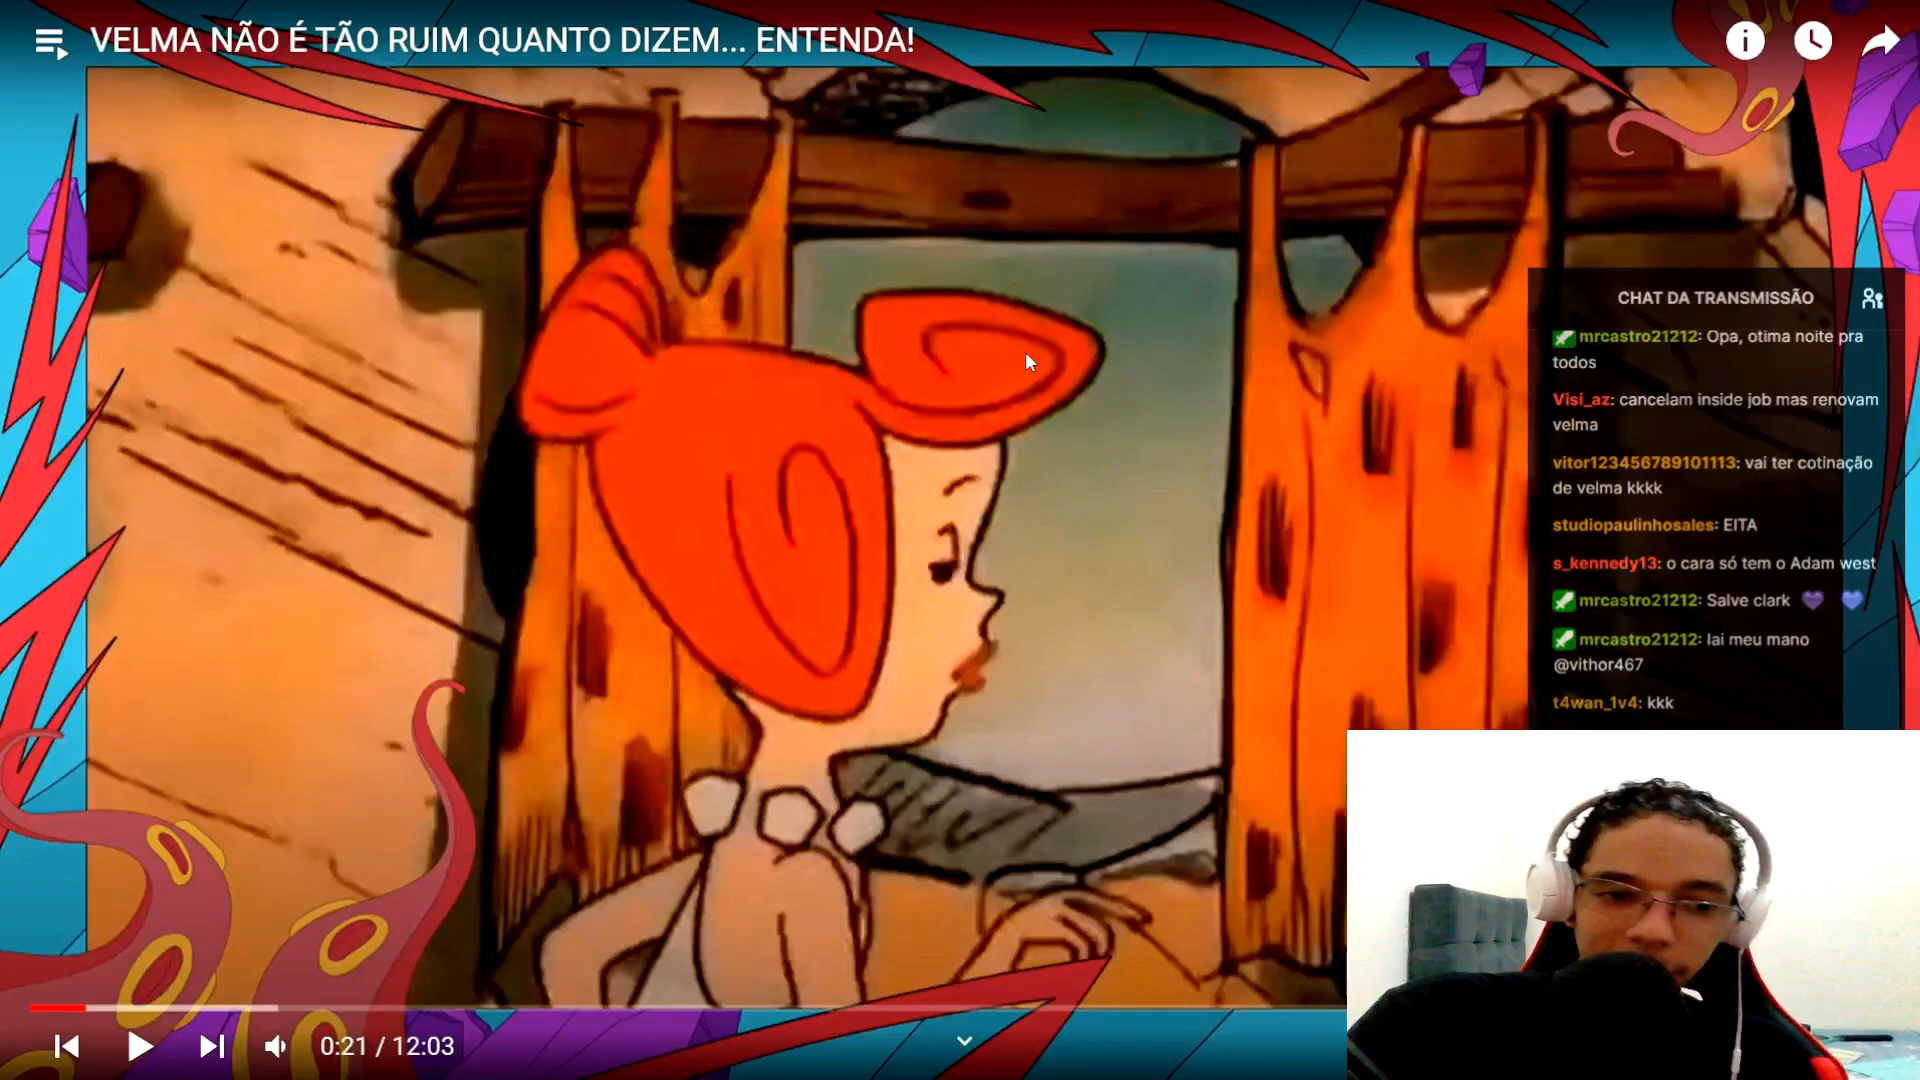 VELMA NÃO É TÃO RUIM QUANTO DIZEM... ENTENDA!
CHAT DA TRANSMISSÃO
mrcastro21212: Opa, otima noite pra
todos
Visi_az: cancelam inside job mas renovam
velma
vitor123456789101113: vai ter cotinação
de velma kkkk
studiopaulinhosales: EITA
s_kennedy13: o cara só tem o Adam west
mrcastro21212: Salve clark
mrcastro21212: Iai meu mano
@vithor467
t4wan_1v4: kkk
0:21 / 12:03